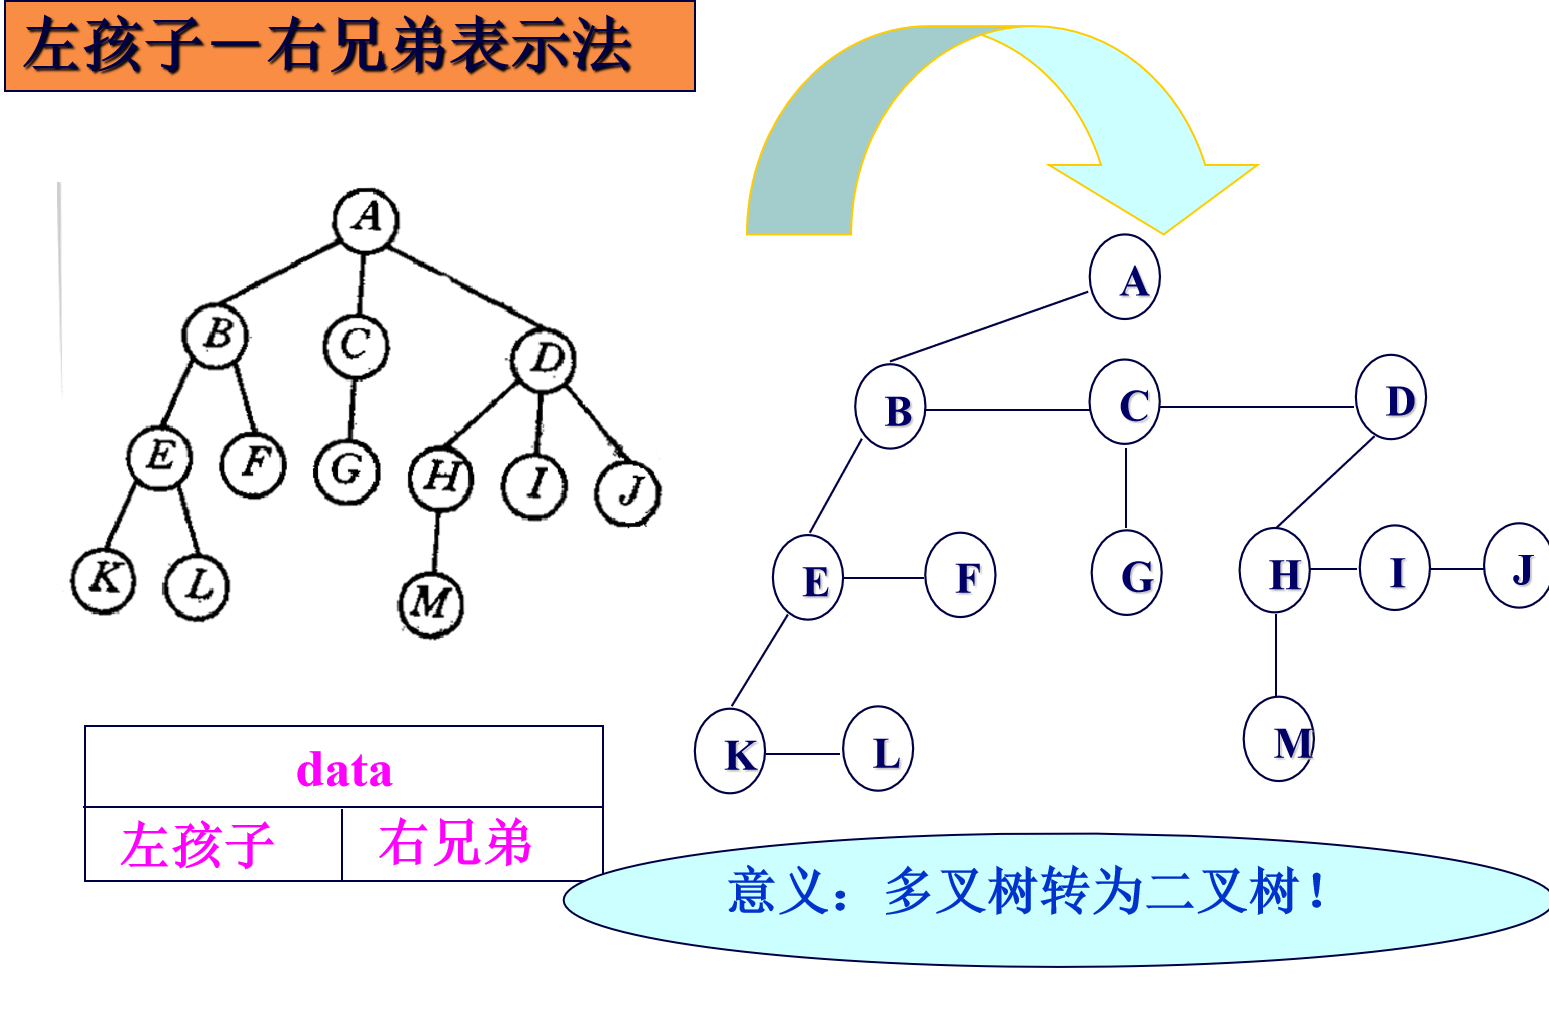 左孩子－右兄弟表示法
A
B C D
E F G H I J
K L M
A
B C D
E F G H I J
K L M
data
左孩子 右兄弟
意义：多叉树转为二叉树！